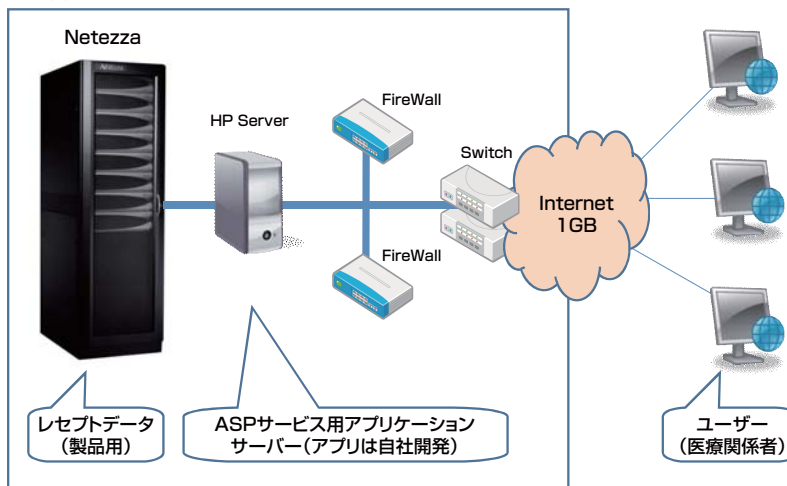 Netezza
HP Server
FireWall
Switch
Internet
1GB
FireWall
レセプトデータ
(製品用)
ASPサービス用アプリケーション
サーバー(アプリは自社開発)
ユーザー
(医療関係者)